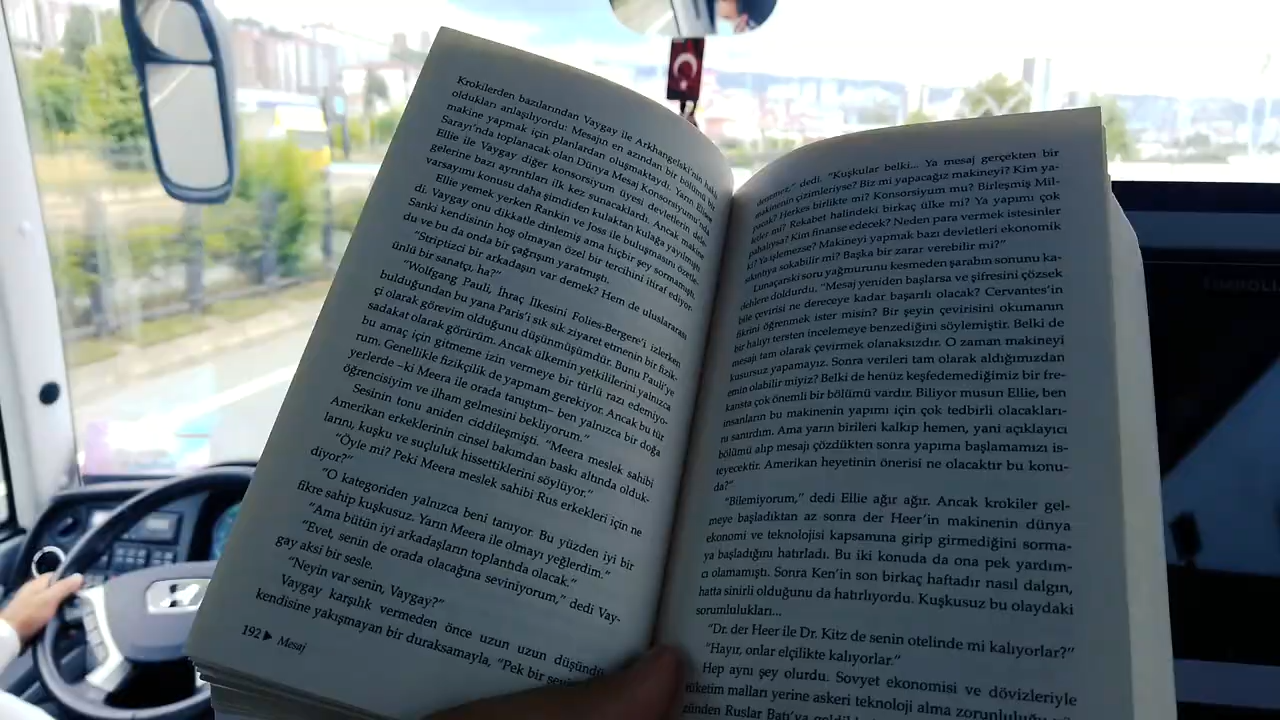 Krokilerden bazılarından Vaygay ile Arkhangelski'nin haklı
oldukları anlaşılıyordu: Mesajın en azından bir bölümü bir
makine yapmak için planlardan oluşmaktaydı. Yarın Elysee
Sarayı'nda toplanacak olan Dünya Mesaj Konsorsiyumu'nda
Ellie ile Vaygay diğer konsorsiyum üyesi devletlerin dele-
gelerine bazı ayrıntıları ilk kez sunacaklardı. Ancak makine
varsayımı konusu daha şimdiden kulaktan kulağa yayılmıştı.
Ellie yemek yerken Rankin ve Joss ile buluşmasını özetle-
di. Vaygay onu dikkatle dinlemiş ama hiçbir şey sormamıştı.
Sanki kendisinin hoş olmayan özel bir tercihini itiraf ediyor-
du ve bu da onda bir çağrışım yaratmıştı.
"Striptizci bir arkadaşın var demek? Hem de uluslararası
ünlü bir sanatçı, ha?"
"Wolfgang Pauli, İhraç İlkesini Folies-Bergere'i izlerken
bulduğundan bu yana Paris'i sık sık ziyaret etmenin bir fizik-
çi olarak görevim olduğunu düşünmüşümdür. Bunu Pauli'ye
sadakat olarak görürüm. Ancak ülkemin yetkililerini yalnızca
bu amaç için gitmeme izin vermeye bir türlü razı edemiyo-
rum. Genellikle fizikçilik de yapmam gerekiyor. Ancak bu tür
yerlerde –ki Meera ile orada tanıştım– ben yalnızca bir doğa
öğrencisiyim ve ilham gelmesini bekliyorum."
Sesinin tonu aniden ciddileşmişti. "Meera meslek sahibi
Amerikan erkeklerinin cinsel bakımdan baskı altında olduk-
larını, kuşku ve suçluluk hissettiklerini söylüyor."
"Öyle mi? Peki Meera meslek sahibi Rus erkekleri için ne
diyor?"
"O kategoriden yalnızca beni tanıyor. Bu yüzden iyi bir
fikre sahip kuşkusuz. Yarın Meera ile olmayı yeğlerdim."
"Ama bütün iyi arkadaşların toplantıda olacak."
"Evet, senin de orada olacağına seviniyorum," dedi Vay-
gay aksi bir sesle.
"Neyin var senin, Vaygay?"
Vaygay karşılık vermeden önce uzun uzun düşündü
kendisine yakışmayan bir duraksamayla, "Pek bir
192 Mesaj
dedi. "Kuşkular belki... Ya mesaj gerçekten bir
makinenin çizimleriyse? Biz mi yapacağız makineyi? Kim ya-
pacak? Herkes birlikte mi? Konsorsiyum mu? Birleşmiş Mil-
letler mi? Rekabet halindeki birkaç ülke mi? Ya yapımı çok
pahalıysa? Kim finanse edecek? Neden para vermek istesinler
ki? Ya işlemezse? Makineyi yapmak bazı devletleri ekonomik
sıkıntıya sokabilir mi? Başka bir zarar verebilir mi?"
Lunaçarski soru yağmurunu kesmeden şarabın sonunu ka-
dehlere doldurdu. "Mesaj yeniden başlarsa ve şifresini çözsek
bile çevirisi ne dereceye kadar başarılı olacak? Cervantes'in
fikrini öğrenmek ister misin? Bir şeyin çevirisini okumanın
bir halıyı tersten incelemeye benzediğini söylemiştir. Belki de
mesajı tam olarak çevirmek olanaksızdır. O zaman makineyi
kusursuz yapamayız. Sonra verileri tam olarak aldığımızdan
emin olabilir miyiz? Belki de henüz keşfedemediğimiz bir fre-
kansta çok önemli bir bölümü vardır. Biliyor musun Ellie, ben
insanların bu makinenin yapımı için çok tedbirli olacakları-
nı sanırdım. Ama yarın birileri kalkıp hemen, yani açıklayıcı
bölümü alıp mesajı çözdükten sonra yapıma başlamamızı is-
teyecektir. Amerikan heyetinin önerisi ne olacaktır bu konu-
da?"
"Bilemiyorum," dedi Ellie ağır ağır. Ancak krokiler gel-
meye başladıktan az sonra der Heer'in makinenin dünya
ekonomi ve teknolojisi kapsamına girip girmediğini sorma-
ya başladığını hatırladı. Bu iki konuda da ona pek yardım-
cı olamamıştı. Sonra Ken'in son birkaç haftadır nasıl dalgın,
hatta sinirli olduğunu da hatırlıyordu. Kuşkusuz bu olaydaki
sorumlulukları...
"Dr. der Heer ile Dr. Kitz de senin otelinde mi kalıyorlar?"
"Hayır, onlar elçilikte kalıyorlar."
Hep aynı şey olurdu. Sovyet ekonomisi ve dövizleriyle
tüketim malları yerine askeri teknoloji alma zorunluluğu
yüzünden Ruslar Batı'ya